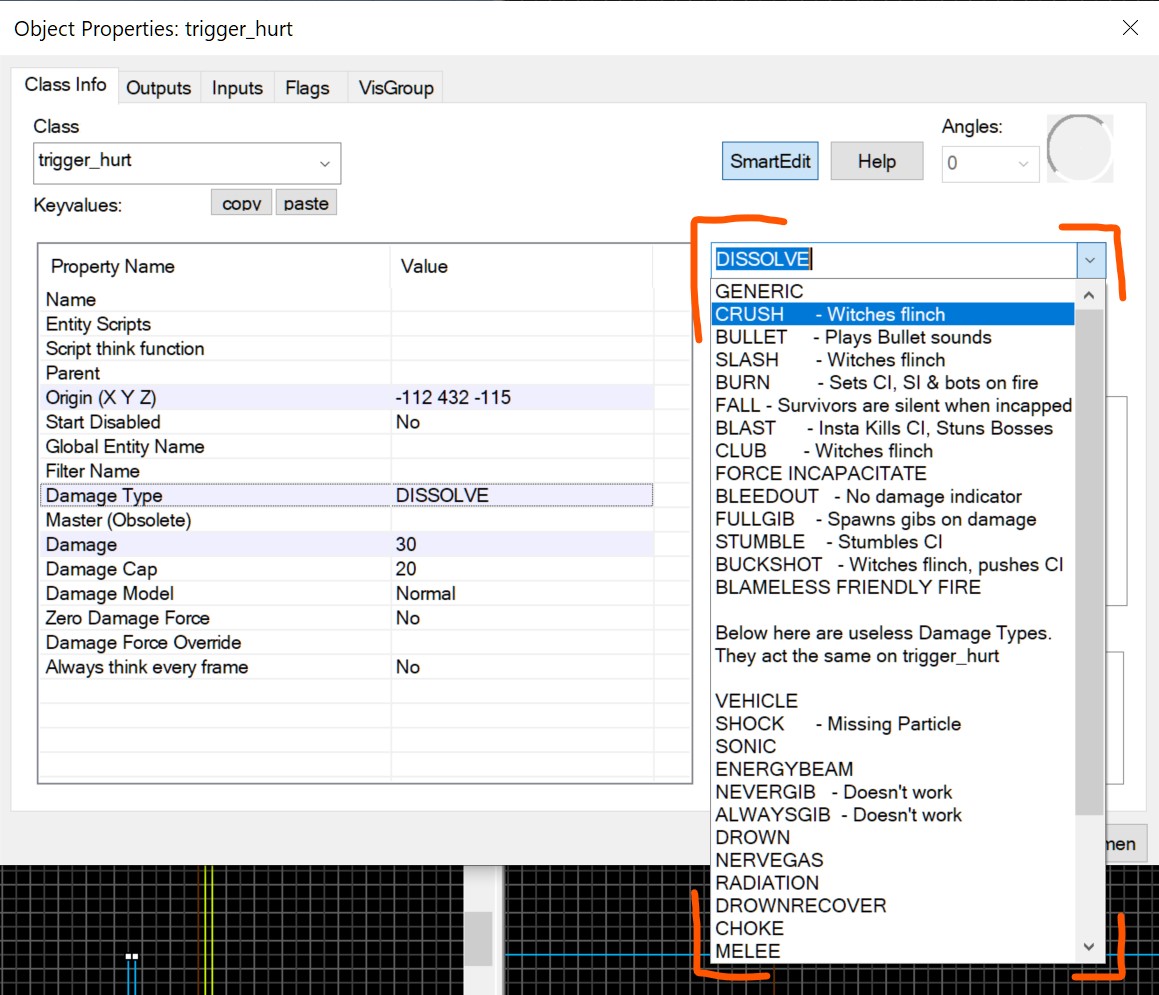 Object Properties: trigger_hurt
Class Info Outputs Inputs Flags VisGroup
Class
trigger_hurt
SmartEdit
Help
Angles:
0
Keyvalues:
copy
paste
Property Name Value
Name
Entity Scripts
Script think function
Parent
Origin (X Y Z) -112 432 -115
Start Disabled No
Global Entity Name
Filter Name
Damage Type DISSOLVE
Master (Obsolete)
Damage 30
Damage Cap 20
Damage Model Normal
Zero Damage Force No
Damage Force Override
Always think every frame No
DISSOLVE
GENERIC
CRUSH - Witches flinch
BULLET - Plays Bullet sounds
SLASH - Witches flinch
BURN - Sets CI, SI & bots on fire
FALL - Survivors are silent when incapped
BLAST - Insta Kills CI, Stuns Bosses
CLUB - Witches flinch
FORCE INCAPACITATE
BLEEDOUT - No damage indicator
FULLGIB - Spawns gibs on damage
STUMBLE - Stumbles CI
BUCKSHOT - Witches flinch, pushes CI
BLAMELESS FRIENDLY FIRE
Below here are useless Damage Types.
They act the same on trigger_hurt
VEHICLE
SHOCK - Missing Particle
SONIC
ENERGYBEAM
NEVERGIB - Doesn't work
ALWAYSGIB - Doesn't work
DROWN
NERVEGAS
RADIATION
DROWNRECOVER
CHOKE
MELEE